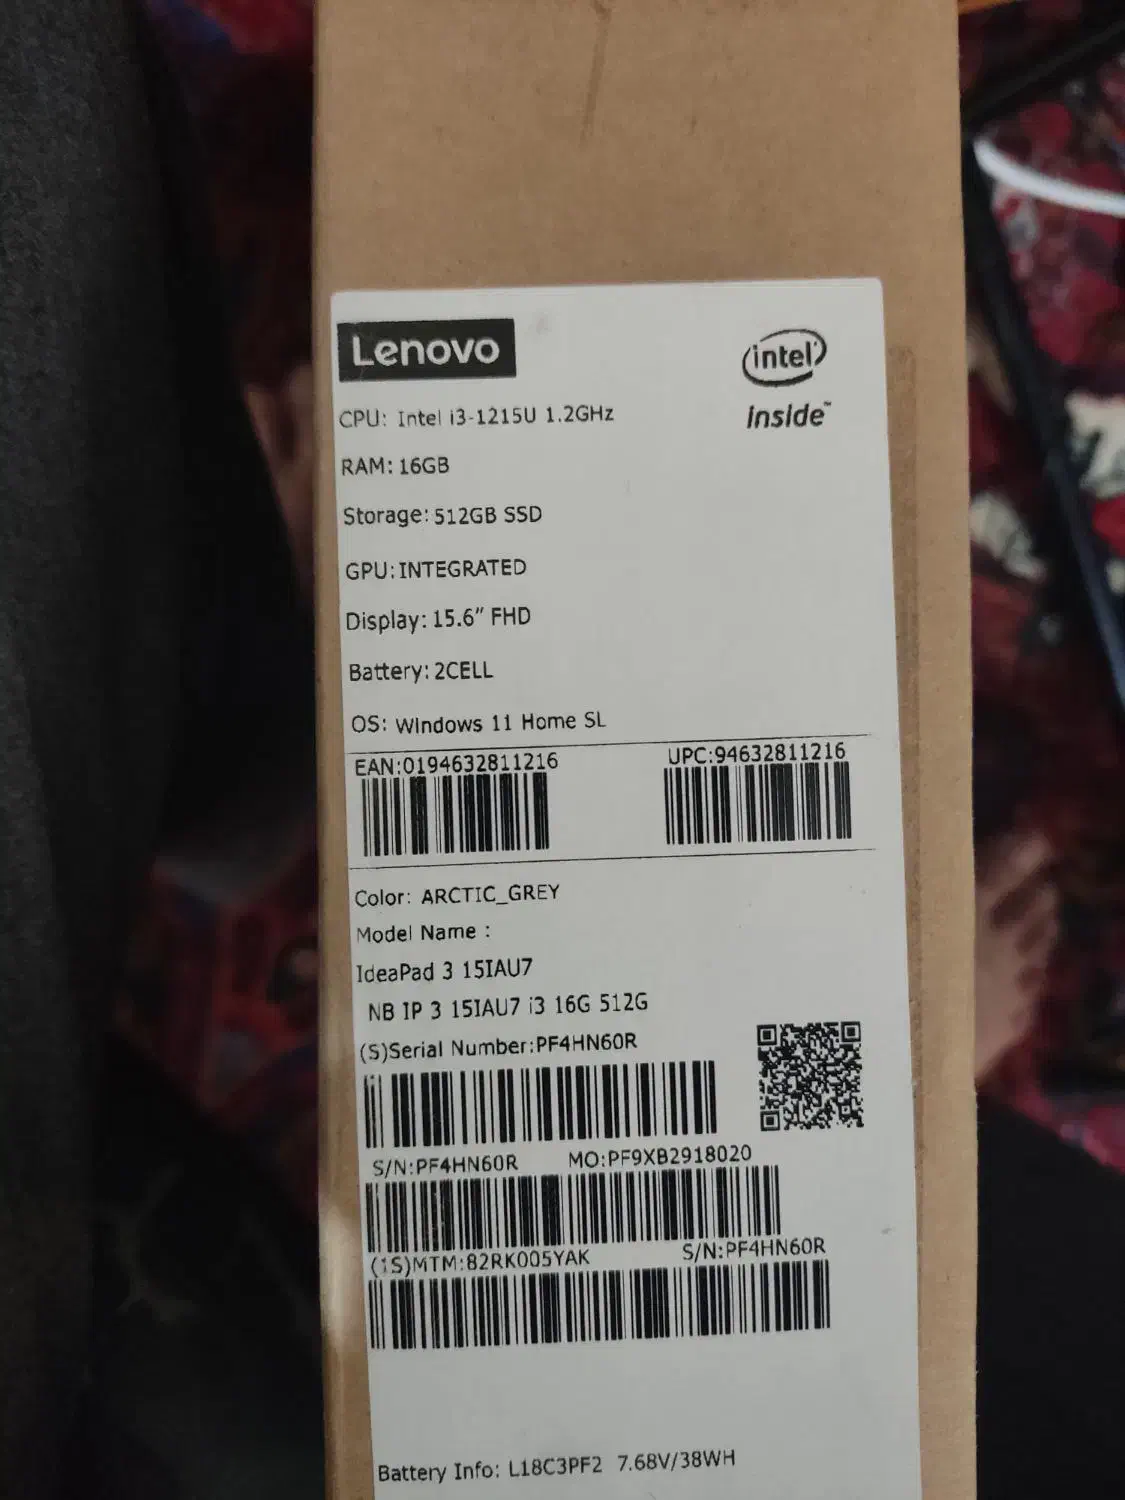 Lenovo
intel
inside™
CPU: Intel i3-1215U 1.2GHz
RAM: 16GB
Storage: 512GB SSD
GPU: INTEGRATED
Display: 15.6" FHD
Battery: 2CELL
OS: Windows 11 Home SL
EAN:0194632811216 UPC:94632811216
Color: ARCTIC_GREY
Model Name :
IdeaPad 3 15IAU7
NB IP 3 15IAU7 i3 16G 512G
(S)Serial Number:PF4HN60R
S/N:PF4HN60R MO:PF9XB2918020
(1S)MTM:82RK005YAK S/N:PF4HN60R
Battery Info: L18C3PF2 7.68V/38WH